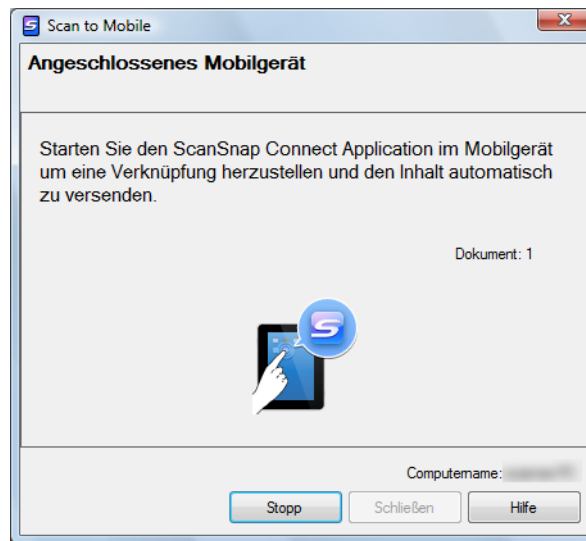 Scan to Mobile
Angeschlossenes Mobilgerät
Starten Sie den ScanSnap Connect Application im Mobilgerät
um eine Verknüpfung herzustellen und den Inhalt automatisch
zu versenden.
Dokument: 1
Computername:
Stopp Schließen Hilfe